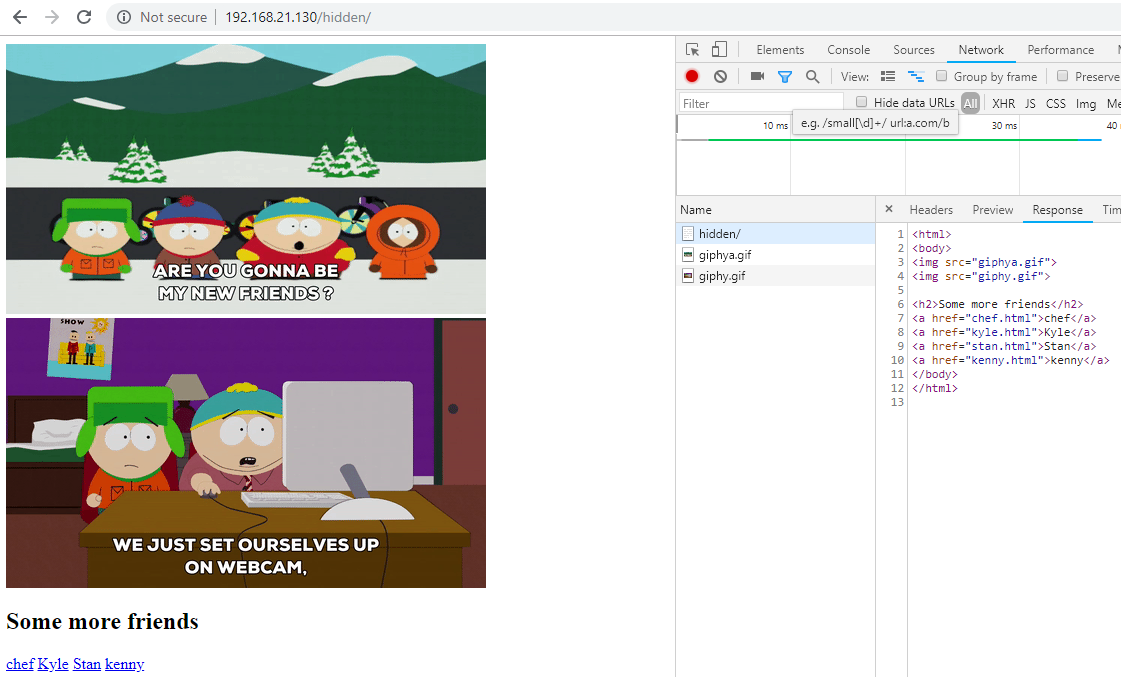 Not secure | 192.168.21.130/hidden/
ARE YOU GONNA BE
MY NEW FRIENDS?
SHOW
WE JUST SET OURSELVES UP
ON WEBCAM,
Some more friends
chef Kyle Stan kenny
Elements Console Sources Network Performance
View: Group by frame Preserve
Filter Hide data URLs All XHR JS CSS Img Me
10 ms 30 ms 40
e.g. /small[\d]+/ url:a.com/b
Name
hidden/
giphya.gif
giphy.gif
× Headers Preview Response Tim
1 <html>
2 <body>
3 <img src="giphya.gif">
4 <img src="giphy.gif">
5
6 <h2>Some more friends</h2>
7 <a href="chef.html">chef</a>
8 <a href="kyle.html">Kyle</a>
9 <a href="stan.html">Stan</a>
10 <a href="kenny.html">kenny</a>
11 </body>
12 </html>
13